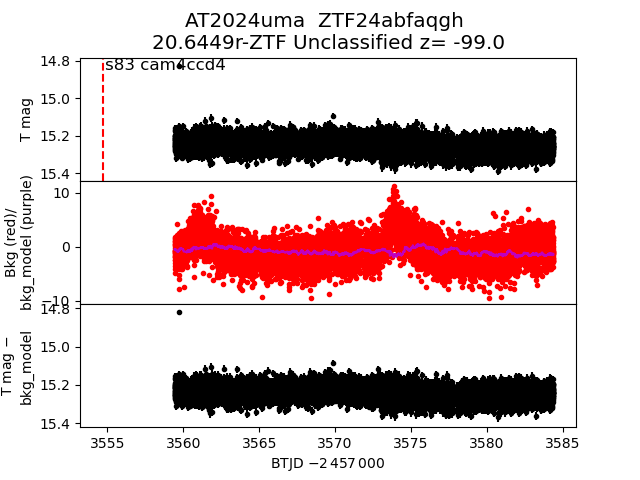 AT2024uma  ZTF24abfaqgh
20.6449r-ZTF Unclassified z= -99.0
s83 cam4ccd4
T mag
14.8
15.0
15.2
15.4
Bkg (red)/
bkg_model (purple)
10
0
−10
T mag −
bkg_model
14.8
15.0
15.2
15.4
3555 3560 3565 3570 3575 3580 3585
BTJD −2 457 000